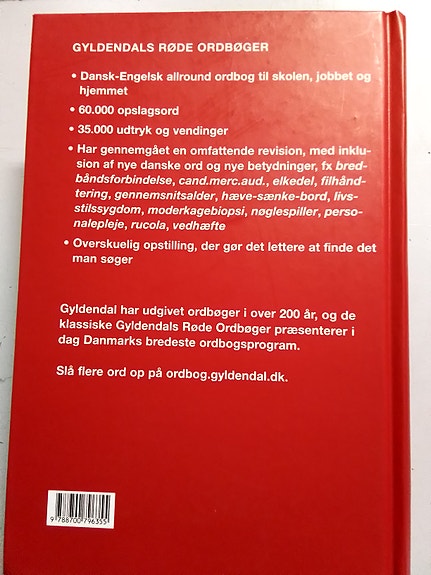 GYLDENDALS RØDE ORDBØGER
• Dansk-Engelsk allround ordbog til skolen, jobbet og
hjemmet
• 60.000 opslagsord
• 35.000 udtryk og vendinger
• Har gennemgået en omfattende revision, med inklu-
sion af nye danske ord og nye betydninger, fx bred-
båndsforbindelse, cand.merc.aud., elkedel, filhånd-
tering, gennemsnitsalder, hæve-sænke-bord, livs-
stilssygdom, moderkagebiopsi, nøglespiller, perso-
nalepleje, rucola, vedhæfte
• Overskuelig opstilling, der gør det lettere at finde det
man søger
Gyldendal har udgivet ordbøger i over 200 år, og de
klassiske Gyldendals Røde Ordbøger præsenterer i
dag Danmarks bredeste ordbogsprogram.
Slå flere ord op på ordbog.gyldendal.dk.
9 788700 796355